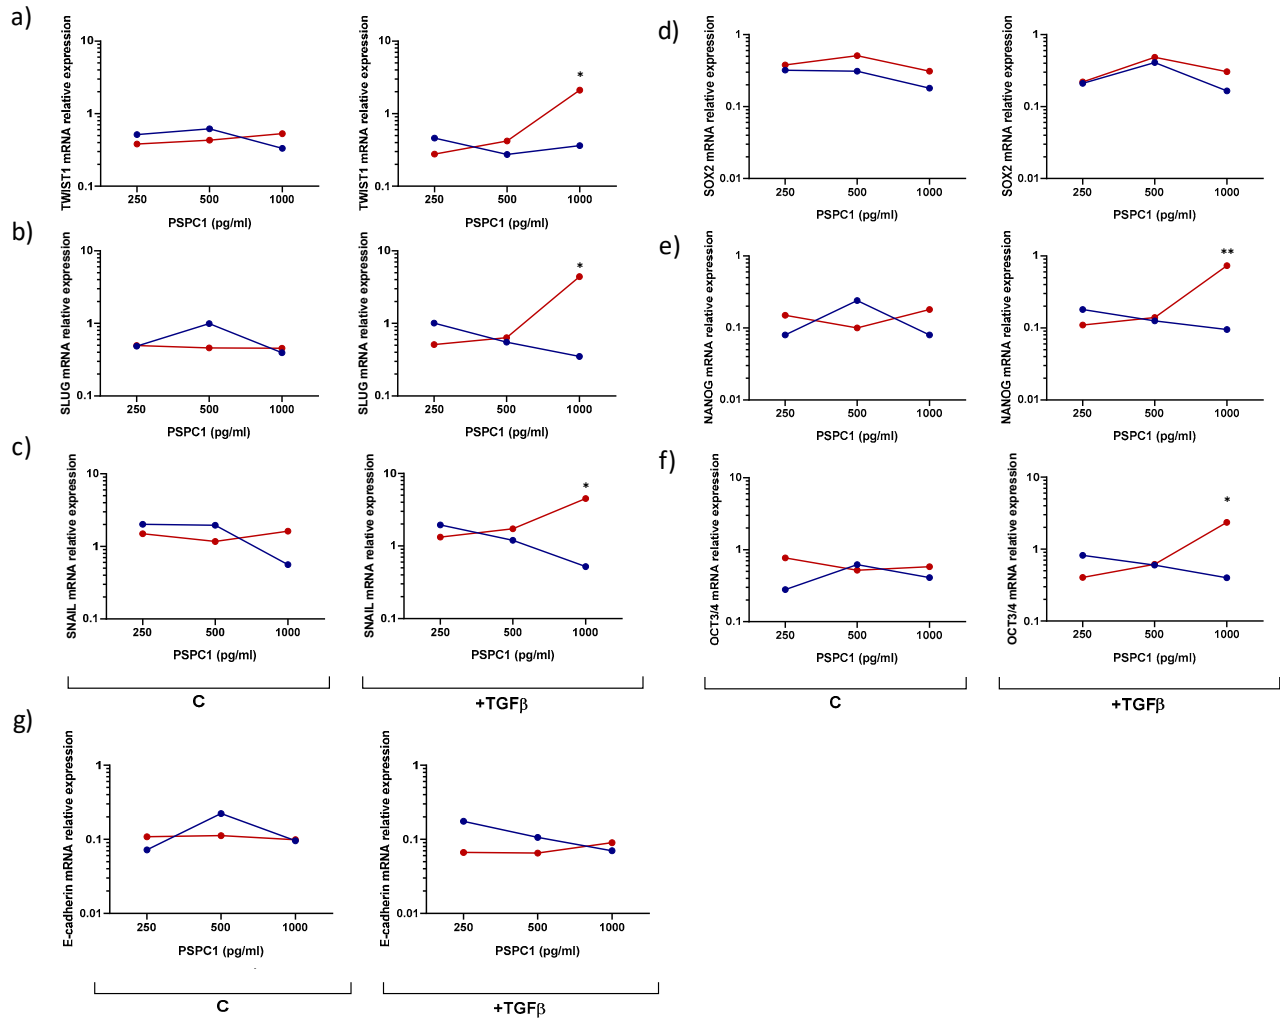 a)
TWIST1 mRNA relative expression
10
1
0.1
250 500 1000
PSPC1 (pg/ml)
TWIST1 mRNA relative expression
10
1
0.1
*
250 500 1000
PSPC1 (pg/ml)
b)
SLUG mRNA relative expression
10
1
0.1
250 500 1000
PSPC1 (pg/ml)
SLUG mRNA relative expression
10
1
0.1
*
250 500 1000
PSPC1 (pg/ml)
c)
SNAIL mRNA relative expression
10
1
0.1
250 500 1000
PSPC1 (pg/ml)
SNAIL mRNA relative expression
10
1
0.1
*
250 500 1000
PSPC1 (pg/ml)
C
+TGFβ
d)
SOX2 mRNA relative expression
1
0.1
0.01
250 500 1000
PSPC1 (pg/ml)
SOX2 mRNA relative expression
1
0.1
0.01
250 500 1000
PSPC1 (pg/ml)
e)
NANOG mRNA relative expression
1
0.1
0.01
250 500 1000
PSPC1 (pg/ml)
NANOG mRNA relative expression
1
0.1
0.01
**
250 500 1000
PSPC1 (pg/ml)
f)
OCT3/4 mRNA relative expression
10
1
0.1
250 500 1000
PSPC1 (pg/ml)
OCT3/4 mRNA relative expression
10
1
0.1
*
250 500 1000
PSPC1 (pg/ml)
C
+TGFβ
g)
E-cadherin mRNA relative expression
1
0.1
0.01
250 500 1000
PSPC1 (pg/ml)
E-cadherin mRNA relative expression
1
0.1
0.01
250 500 1000
PSPC1 (pg/ml)
C
+TGFβ